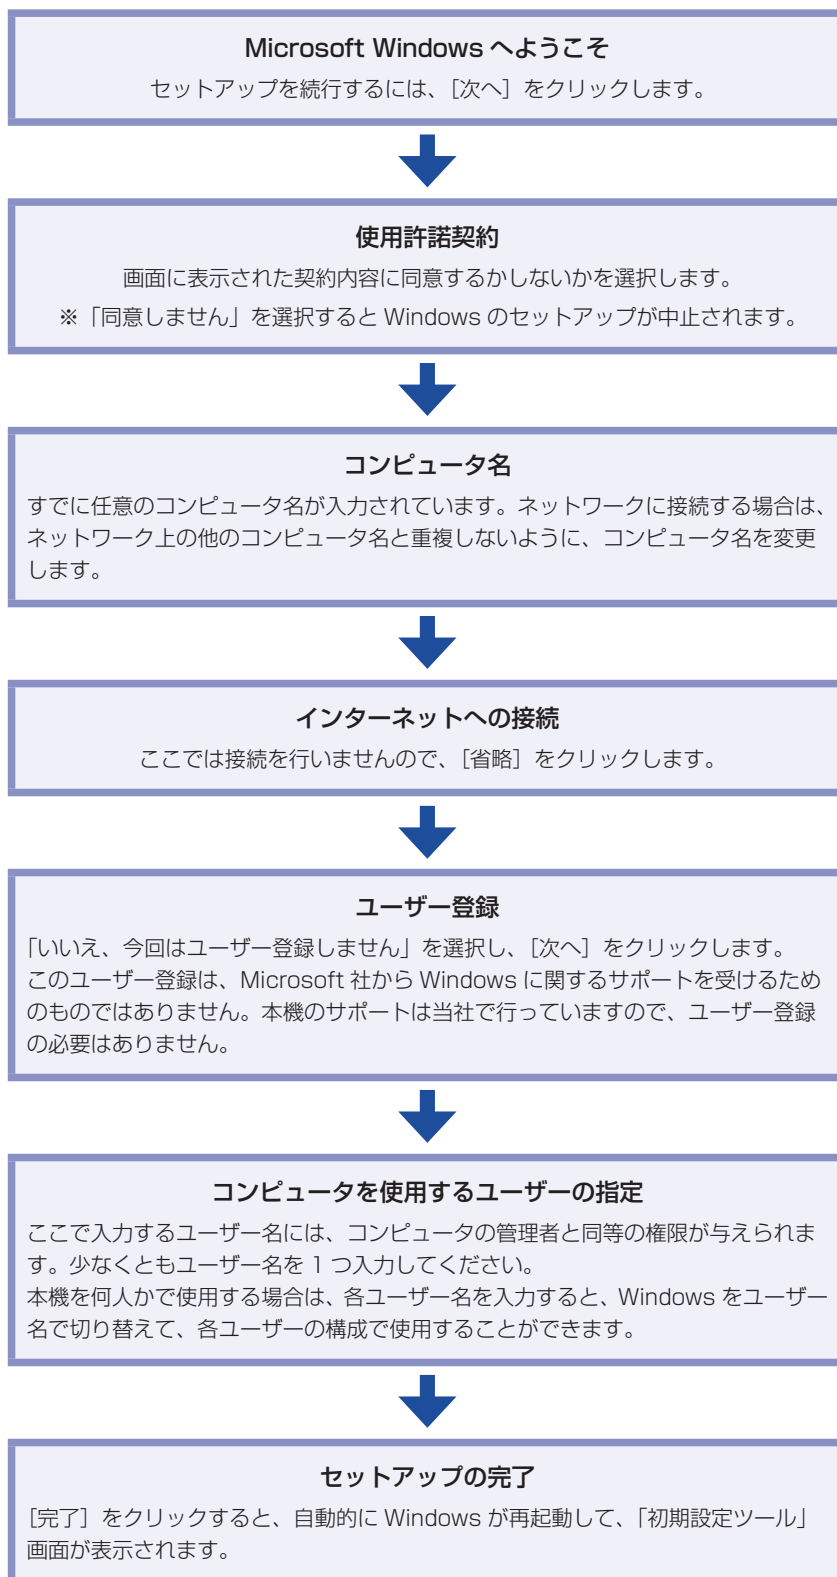 Microsoft Windows へようこそ
セットアップを続行するには、[次へ] をクリックします。
使用許諾契約
画面に表示された契約内容に同意するかしないかを選択します。
※「同意しません」を選択すると Windows のセットアップが中止されます。
コンピュータ名
すでに任意のコンピュータ名が入力されています。ネットワークに接続する場合は、
ネットワーク上の他のコンピュータ名と重複しないように、コンピュータ名を変更
します。
インターネットへの接続
ここでは接続を行いませんので、[省略] をクリックします。
ユーザー登録
「いいえ、今回はユーザー登録しません」を選択し、[次へ] をクリックします。
このユーザー登録は、Microsoft 社から Windows に関するサポートを受けるため
のものではありません。本機のサポートは当社で行っていますので、ユーザー登録
の必要はありません。
コンピュータを使用するユーザーの指定
ここで入力するユーザー名には、コンピュータの管理者と同等の権限が与えられま
す。少なくともユーザー名を 1 つ入力してください。
本機を何人かで使用する場合は、各ユーザー名を入力すると、Windows をユーザー
名で切り替えて、各ユーザーの構成で使用することができます。
セットアップの完了
[完了] をクリックすると、自動的に Windows が再起動して、「初期設定ツール」
画面が表示されます。